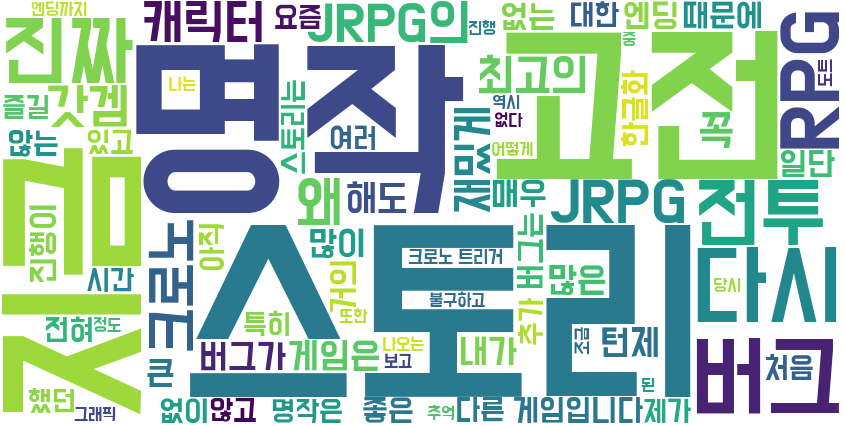 엔딩까지
캐릭터
요즘
JRPG의
진행
없는
대한
엔딩
때문에
진짜
명작
고전
RPG
도트
중
나는
최고의
한글화
꼭
즐길
갓겜
스토리는
여러
역시
없다
어떻게
않는
있고
왜
해도
재밌게
매우
JRPG
일단
전투
지금
스토리
다시
진행이
시간
크로노
아직
많이
거의
크로노 트리거
불구하고
또한
버그는
추가
많은
당시
전혀
정도
특히
큰
버그가
게임은
나오는
보고
내가
조금
턴제
버그
처음
했던
그래픽
없이
않고
명작은
좋은
추억
다른
게임입니다
된
제가